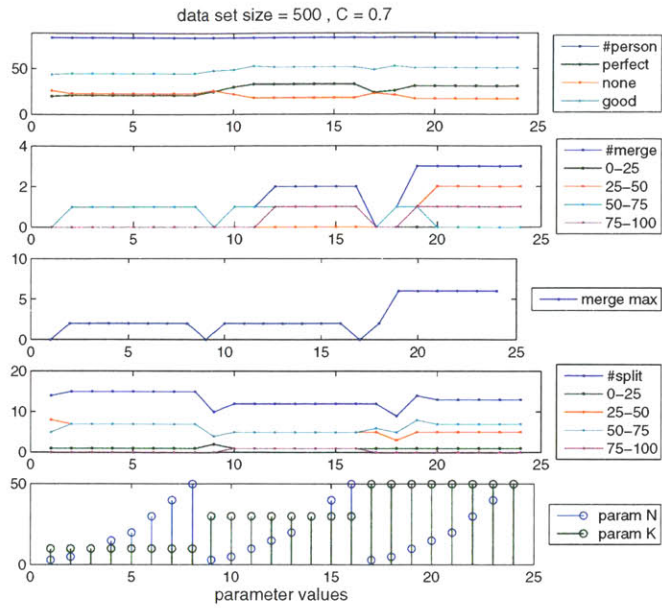 data set size = 500 , C = 0.7
50
0
0 5 10 15 20 25
#person
perfect
none
good
4
2
0
0 5 10 15 20 25
#merge
0−25
25−50
50−75
75−100
10
5
0
0 5 10 15 20 25
merge max
20
10
0
0 5 10 15 20 25
#split
0−25
25−50
50−75
75−100
50
0
0 5 10 15 20 25
param N
param K
parameter values